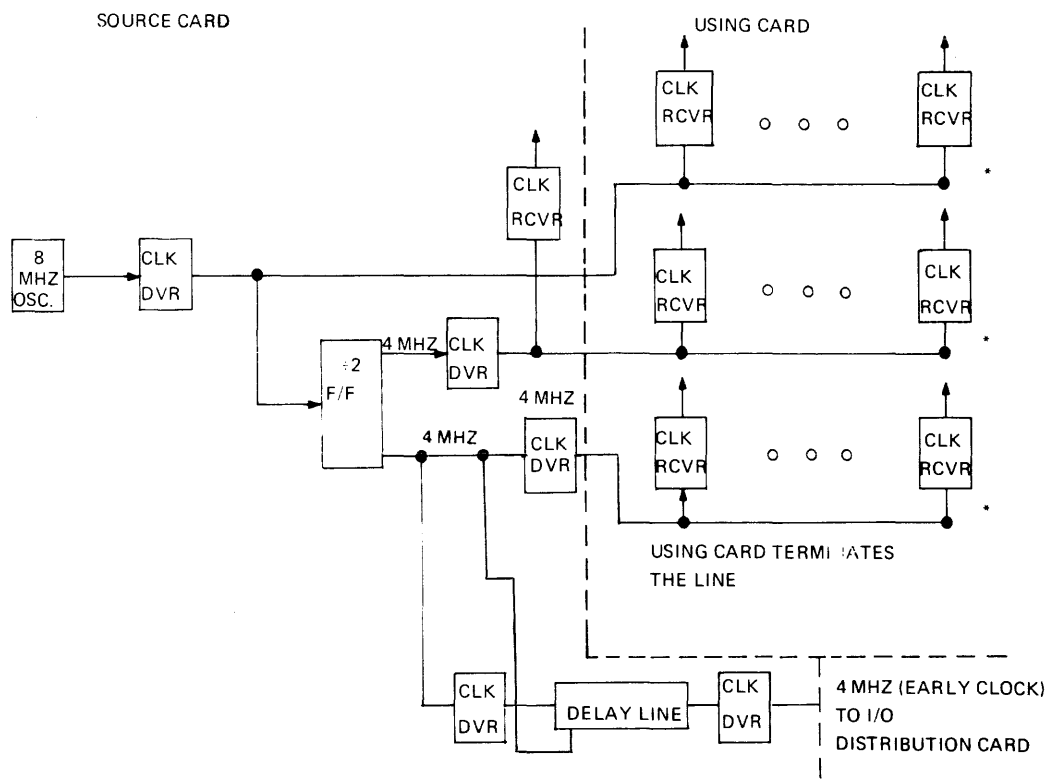 SOURCE CARD
USING CARD
CLK
RCVR
CLK
RCVR
CLK
RCVR
8
MHZ
OSC.
CLK
DVR
CLK
RCVR
CLK
RCVR
÷2
F/F
4 MHZ
CLK
DVR
4 MHZ
4 MHZ
CLK
DVR
CLK
RCVR
CLK
RCVR
USING CARD
THE LINE
CLK
DVR
DELAY LINE
CLK
DVR
4 MHZ (EARLY CLOCK)
TO I/O
DISTRIBUTION CARD